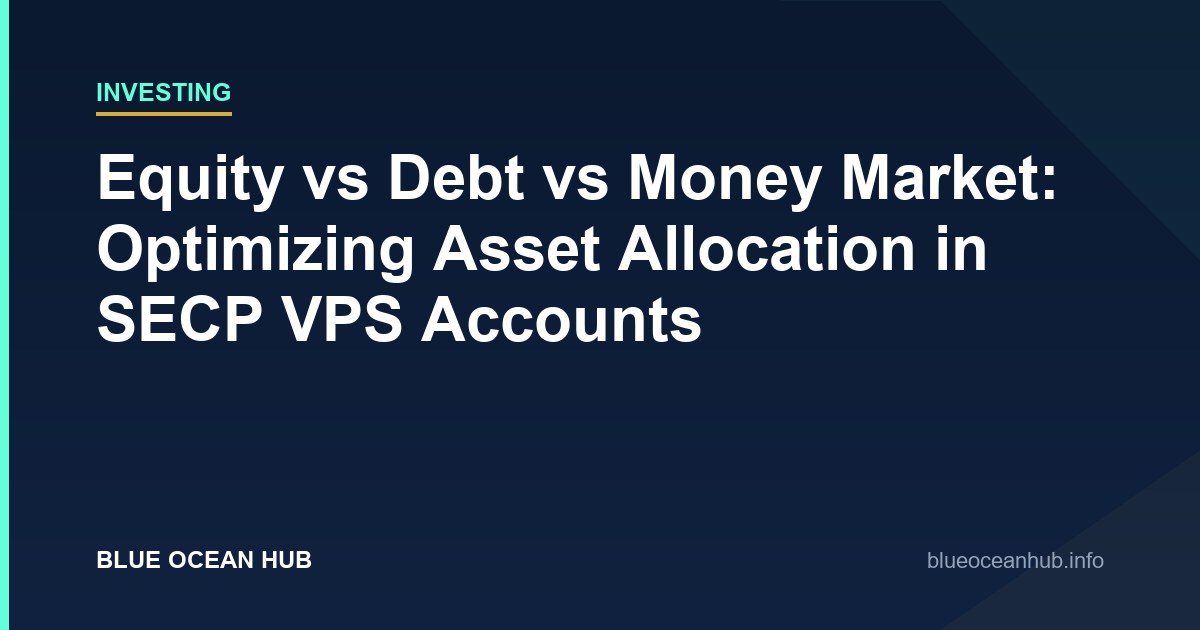 INVESTING
Equity vs Debt vs Money Market:
Optimizing Asset Allocation in
SECP VPS Accounts
BLUE OCEAN HUB
blueoceanhub.info